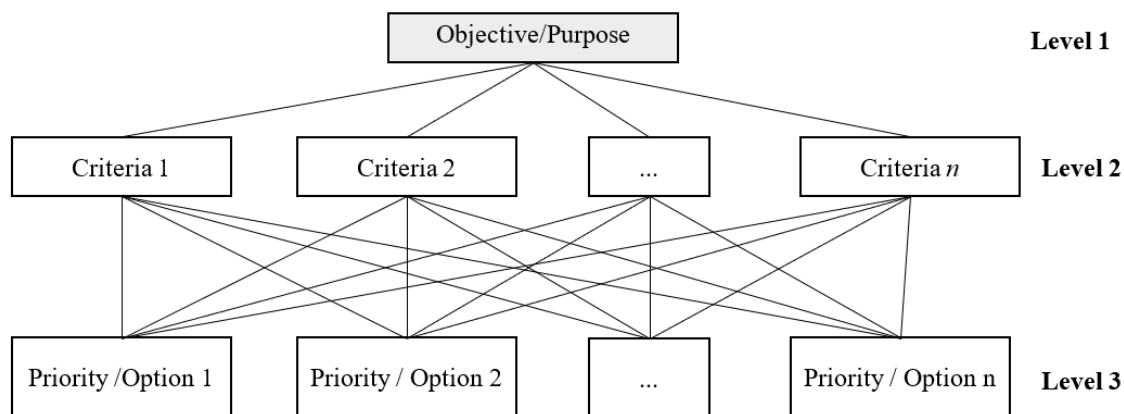 Objective/Purpose
Level 1
Criteria 1
Criteria 2
...
Criteria n
Level 2
Priority /Option 1
Priority / Option 2
...
Priority / Option n
Level 3